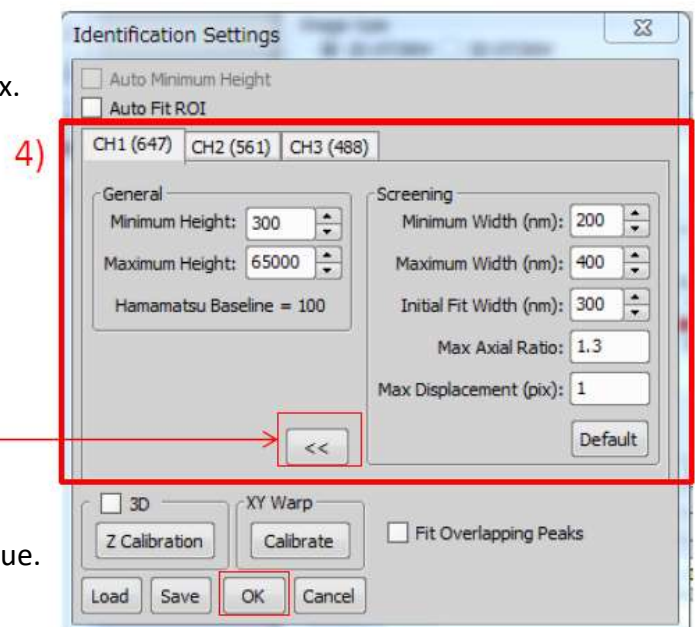 Identification Settings
x.
Auto Minimum Height
Auto Fit ROI
4)
CH1 (647) CH2 (561) CH3 (488)
General
Minimum Height: 300
Maximum Height: 65000
Hamamatsu Baseline = 100
Screening
Minimum Width (nm): 200
Maximum Width (nm): 400
Initial Fit Width (nm): 300
Max Axial Ratio: 1.3
Max Displacement (pix): 1
<< Default
3D XY Warp
Z Calibration Calibrate Fit Overlapping Peaks
ue.
Load Save OK Cancel